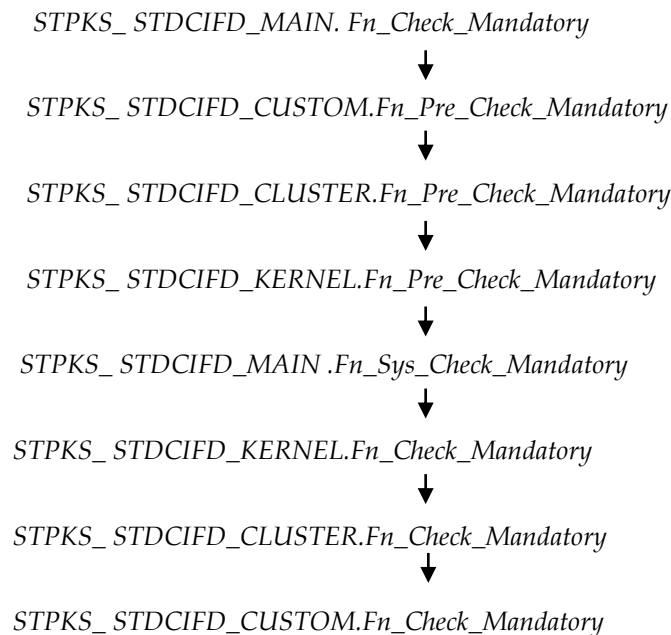 STPKS_ STDCIFD_MAIN. Fn_Check_Mandatory
STPKS_ STDCIFD_CUSTOM.Fn_Pre_Check_Mandatory
STPKS_ STDCIFD_CLUSTER.Fn_Pre_Check_Mandatory
STPKS_ STDCIFD_KERNEL.Fn_Pre_Check_Mandatory
STPKS_ STDCIFD_MAIN .Fn_Sys_Check_Mandatory
STPKS_ STDCIFD_KERNEL.Fn_Check_Mandatory
STPKS_ STDCIFD_CLUSTER.Fn_Check_Mandatory
STPKS_ STDCIFD_CUSTOM.Fn_Check_Mandatory